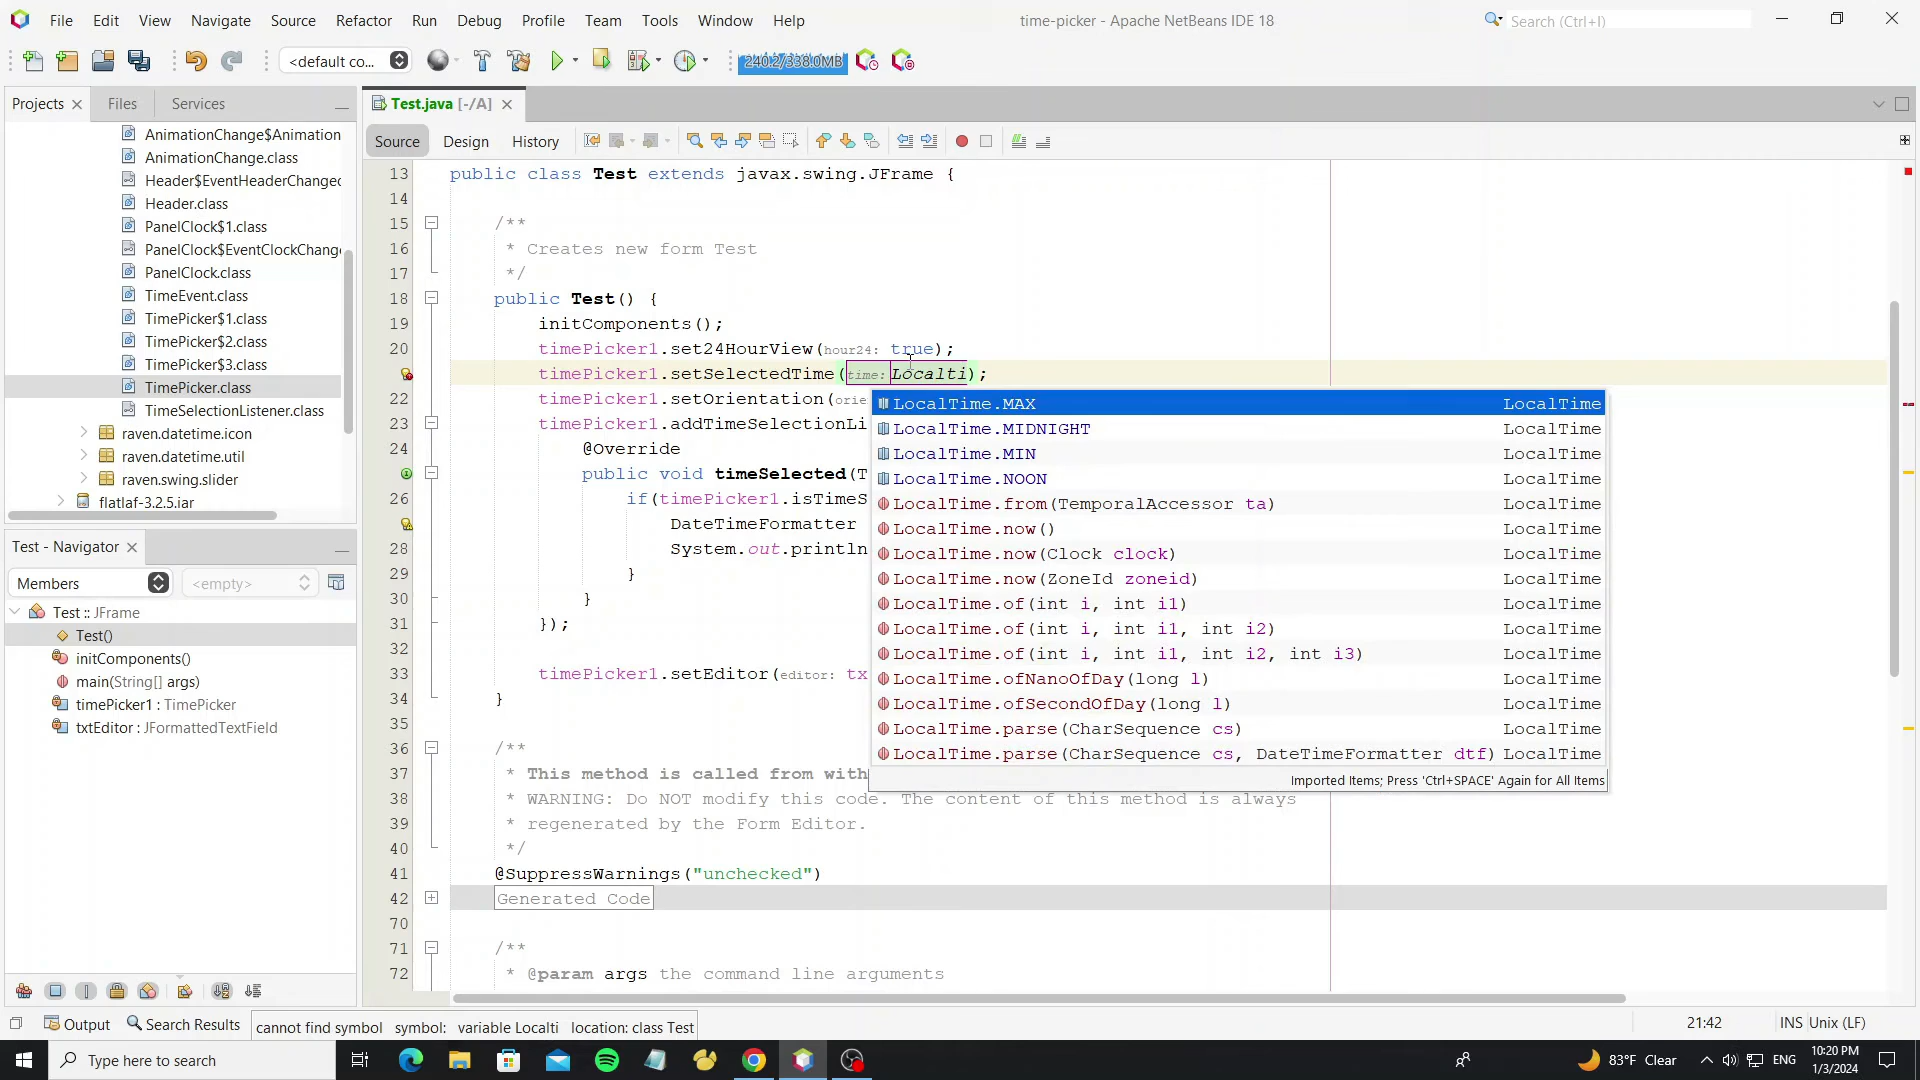 File Edit View Navigate Source Refactor Run Debug Profile Team Tools Window Help
time-picker - Apache NetBeans IDE 18
Search (Ctrl+I)
<default co...
240.2/338.0MB
Projects Files Services
AnimationChange$Animation
AnimationChange.class
Header$EventHeaderChanged
Header.class
PanelClock$1.class
PanelClock$EventClockChange
PanelClock.class
TimeEvent.class
TimePicker$1.class
TimePicker$2.class
TimePicker$3.class
TimePicker.class
TimeSelectionListener.class
raven.datetime.icon
raven.datetime.util
raven.swing.slider
flatlaf-3.2.5.jar
Test - Navigator
Members <empty>
Test :: JFrame
Test()
initComponents()
main(String[] args)
timePicker1 : TimePicker
txtEditor : JFormattedTextField
Test.java [-/A]
Source Design History
13 public class Test extends javax.swing.JFrame {
14
15 /**
16 * Creates new form Test
17 */
18 public Test() {
19 initComponents();
20 timePicker1.set24HourView(hour24: true);
timePicker1.setSelectedTime(time: Localti);
22 timePicker1.setOrientation(orien
23 timePicker1.addTimeSelectionLi
24 @Override
public void timeSelected(T
26 if(timePicker1.isTimeS
DateTimeFormatter
28 System.out.println
29 }
30 }
31 });
32
33 timePicker1.setEditor(editor: tx
34 }
35
36 /**
37 * This method is called from with
38 * WARNING: Do NOT modify this code. The content of this method is always
39 * regenerated by the Form Editor.
40 */
41 @SuppressWarnings("unchecked")
42 Generated Code
70
71 /**
72 * @param args the command line arguments
LocalTime.MAX LocalTime
LocalTime.MIDNIGHT LocalTime
LocalTime.MIN LocalTime
LocalTime.NOON LocalTime
LocalTime.from(TemporalAccessor ta) LocalTime
LocalTime.now() LocalTime
LocalTime.now(Clock clock) LocalTime
LocalTime.now(ZoneId zoneid) LocalTime
LocalTime.of(int i, int i1) LocalTime
LocalTime.of(int i, int i1, int i2) LocalTime
LocalTime.of(int i, int i1, int i2, int i3) LocalTime
LocalTime.ofNanoOfDay(long l) LocalTime
LocalTime.ofSecondOfDay(long l) LocalTime
LocalTime.parse(CharSequence cs) LocalTime
LocalTime.parse(CharSequence cs, DateTimeFormatter dtf) LocalTime
Imported Items; Press 'Ctrl+SPACE' Again for All Items
Output Search Results
cannot find symbol symbol: variable Localti location: class Test
21:42 INS Unix (LF)
Type here to search
83°F Clear
ENG
10:20 PM
1/3/2024